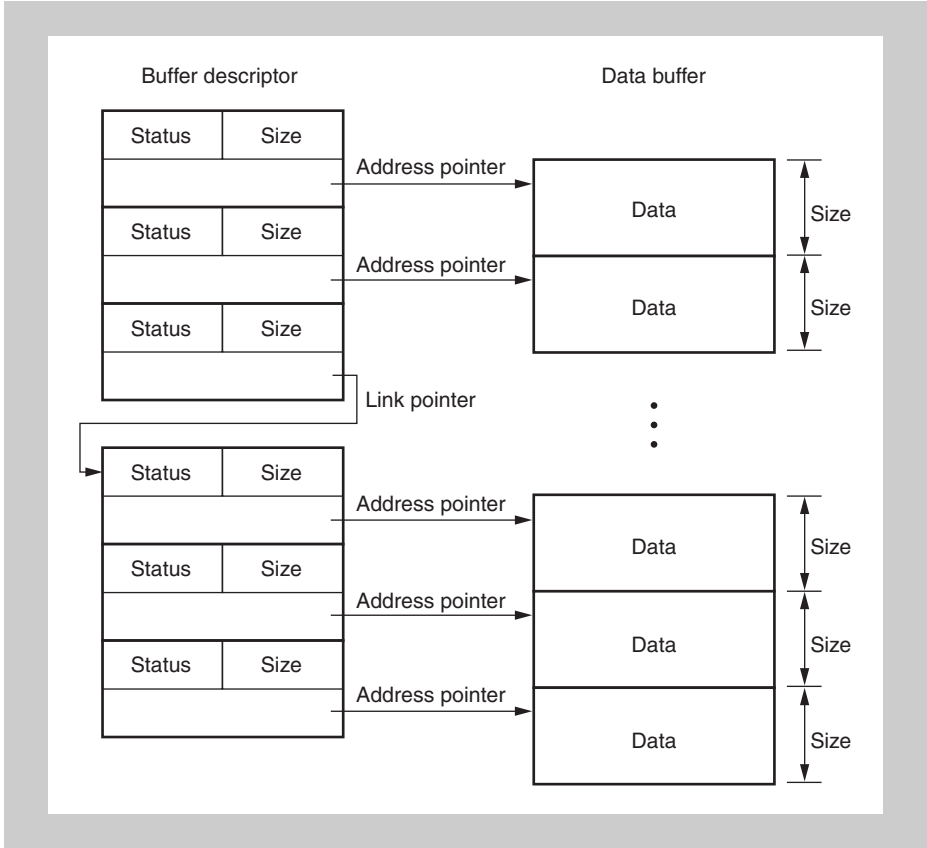 Buffer descriptor
Data buffer
Status
Size
Address pointer
Data
Size
Status
Size
Address pointer
Data
Size
Status
Size
Link pointer
Status
Size
Address pointer
Data
Size
Status
Size
Address pointer
Data
Size
Status
Size
Address pointer
Data
Size